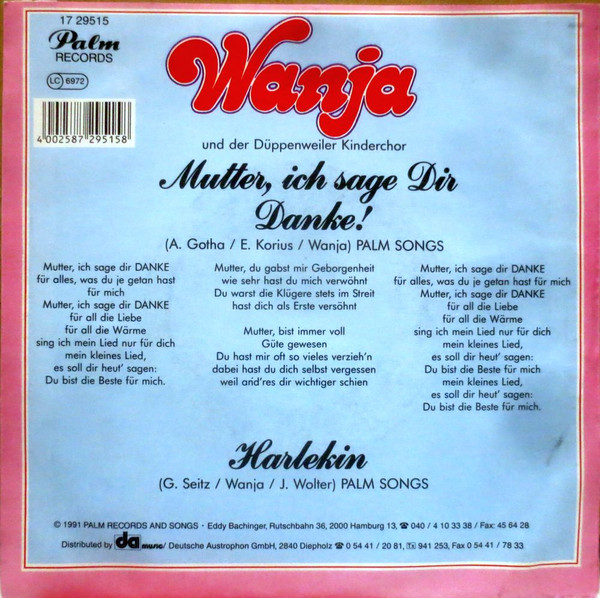 17 29515
Palm
RECORDS
LC 6972
4 002587 295158
Wanja
und der Düppenweiler Kinderchor
Mutter, ich sage Dir
Danke!
(A. Gotha / E. Korius / Wanja) PALM SONGS
Mutter, ich sage dir DANKE
für alles, was du je getan hast
für mich
Mutter, ich sage dir DANKE
für all die Liebe
für all die Wärme
sing ich mein Lied nur für dich
mein kleines Lied,
es soll dir heut' sagen:
Du bist die Beste für mich.
Mutter, du gabst mir Geborgenheit
wie sehr hast du mich verwöhnt
Du warst die Klügere stets im Streit
hast dich als Erste versöhnt
Mutter, bist immer voll
Güte gewesen
Du hast mir oft so vieles verzieh'n
dabei hast du dich selbst vergessen
weil and'res dir wichtiger schien
Mutter, ich sage dir DANKE
für alles, was du je getan hast für mich
Mutter, ich sage dir DANKE
für all die Liebe
für all die Wärme
sing ich mein Lied nur für dich
mein kleines Lied,
es soll dir heut' sagen:
Du bist die Beste für mich
mein kleines Lied,
es soll dir heut' sagen:
Du bist die Beste für mich.
Harlekin
(G. Seitz / Wanja / J. Wolter) PALM SONGS
© 1991 PALM RECORDS AND SONGS · Eddy Bachinger, Rutschbahn 36, 2000 Hamburg 13, ☎ 040 / 4 10 33 38 / Fax: 45 64 28
Distributed by da music / Deutsche Austrophon GmbH, 2840 Diepholz ☎ 0 54 41 / 20 81, Tx 941 253, Fax 0 54 41 / 78 33